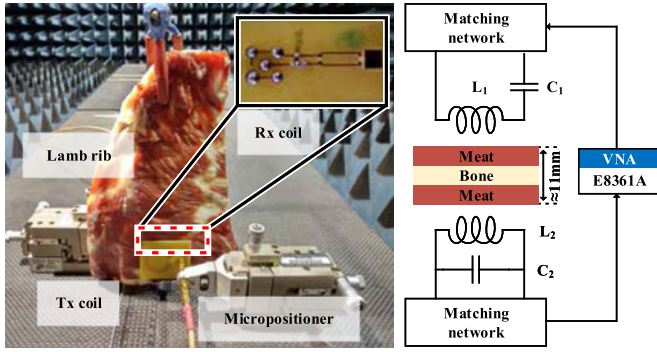 Lamb rib
Rx coil
Tx coil
Micropositioner
Matching
network
L₁
C₁
Meat
Bone
Meat
≈11mm
VNA
E8361A
L₂
C₂
Matching
network